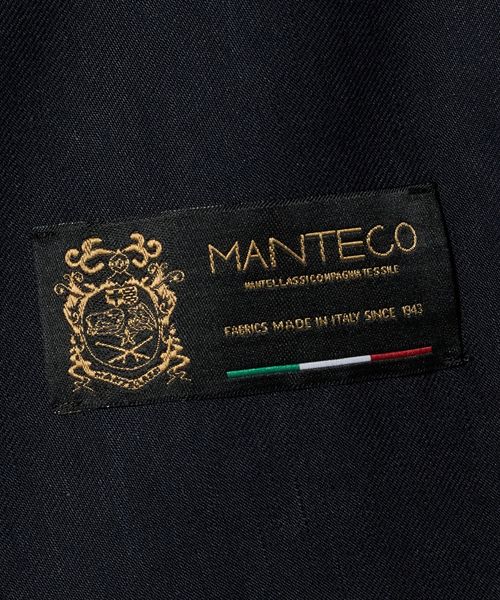 MANTECO
MANTELLASSICOMPAGNIATESSILE
FABRICS MADE IN ITALY SINCE 1943